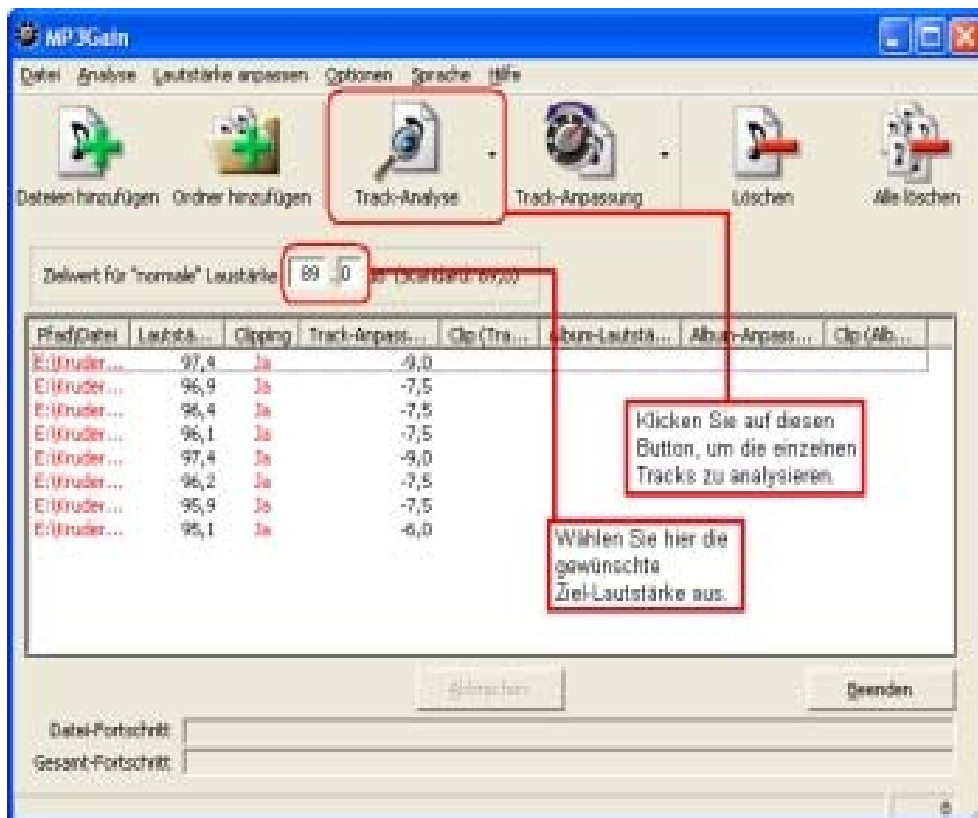 MP3Gain
Datei Analyse Lautstärke anpassen Optionen Sprache Hilfe
Dateien hinzufügen Ordner hinzufügen Track-Analyse Track-Anpassung Löschen Alle löschen
Zielwert für "normale" Laustärke 89 .0 (Standard: 89,0)
Pfad\Datei Lautstä... Clipping Track-Anpass... Clip (Tra... Album-Lautstä... Album-Anpass... Clip (Alb...
E:\Kruder... 97,4 Ja -9,0
E:\Kruder... 96,9 Ja -7,5
E:\Kruder... 96,4 Ja -7,5
E:\Kruder... 96,1 Ja -7,5
E:\Kruder... 97,4 Ja -9,0
E:\Kruder... 96,2 Ja -7,5
E:\Kruder... 95,9 Ja -7,5
E:\Kruder... 95,1 Ja -6,0
Klicken Sie auf diesen
Button, um die einzelnen
Tracks zu analysieren.
Wählen Sie hier die
gewünschte
Ziel-Lautstärke aus.
Abbrechen Beenden
Datei-Fortschritt
Gesamt-Fortschritt